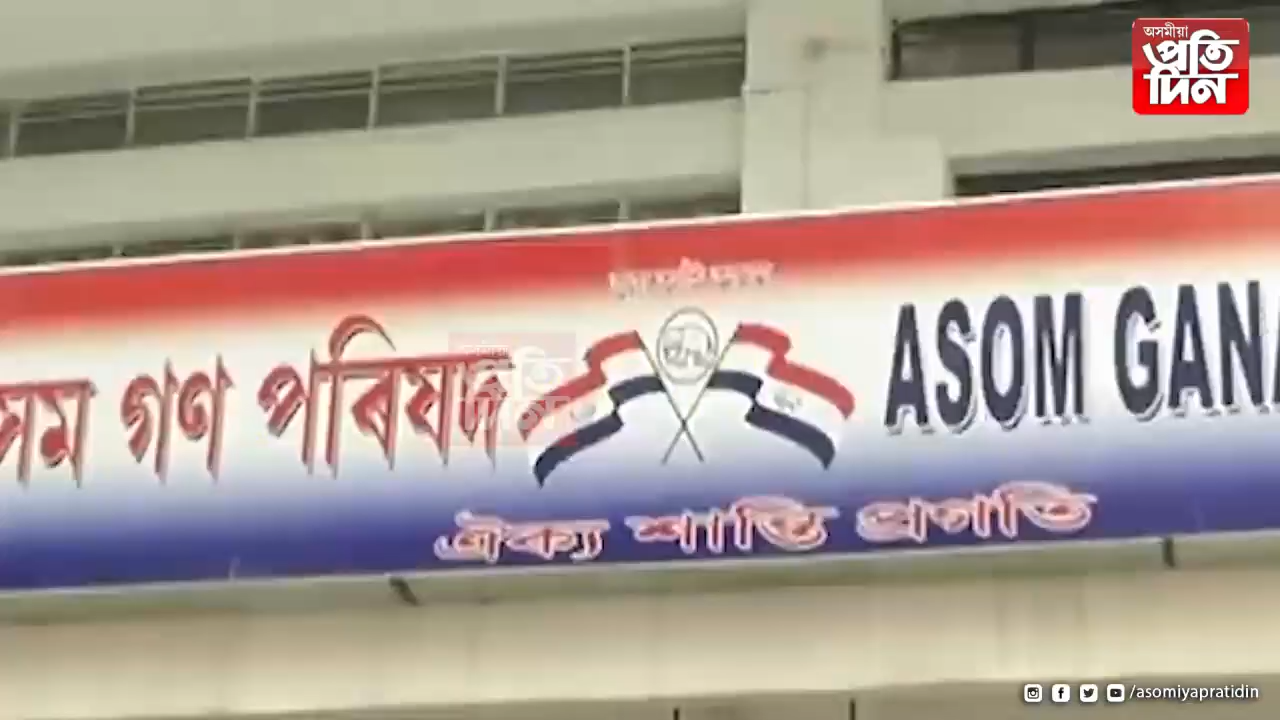 অসমীয়া
প্ৰতি
দিন
সম গণ পৰিষদ
ASOM GANA
ঐক্য শান্তি প্ৰগতি
/asomiyapratidin